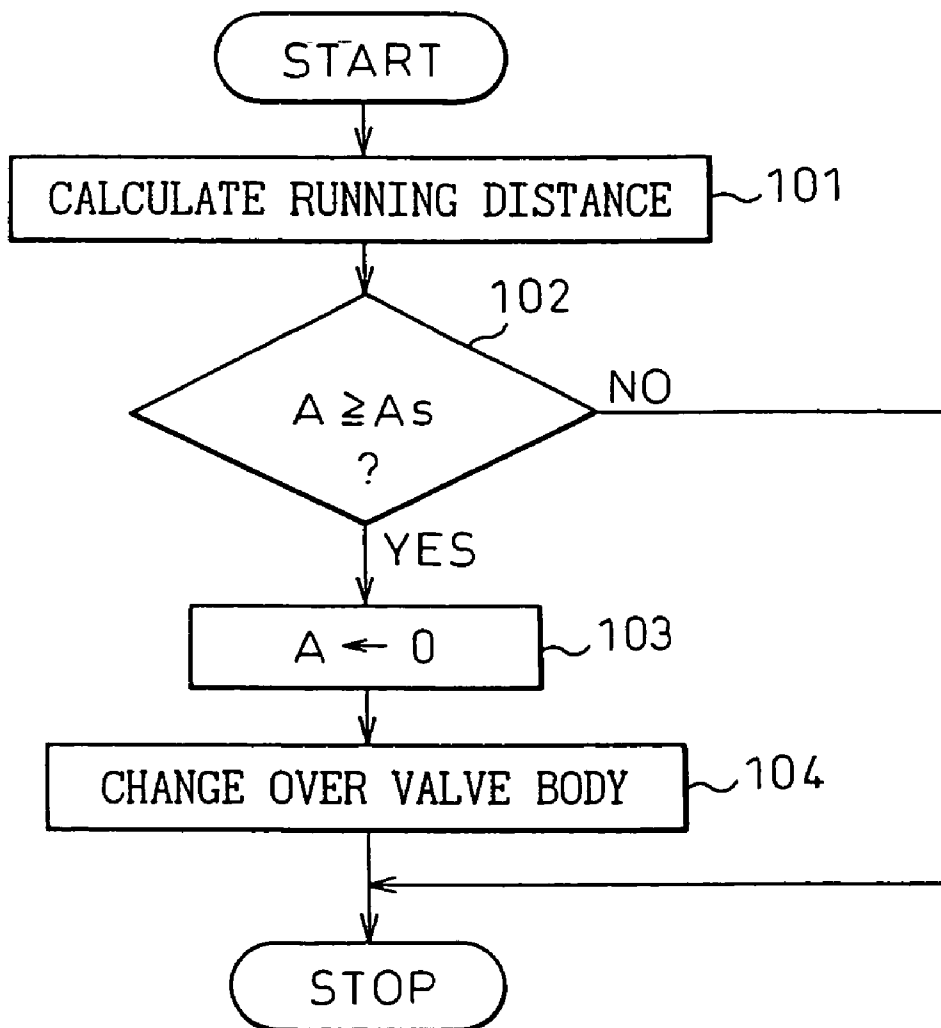 START
CALCULATE RUNNING DISTANCE
101
102
A ≧ As
?
NO
YES
A ← 0
103
CHANGE OVER VALVE BODY
104
STOP